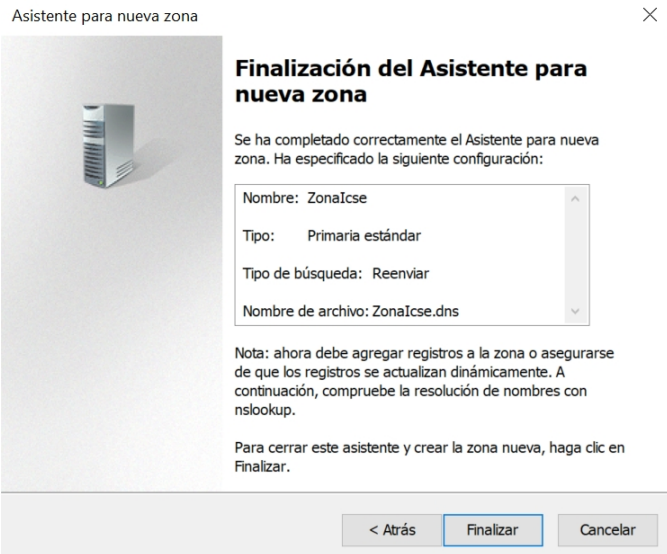 Asistente para nueva zona
Finalización del Asistente para
nueva zona
Se ha completado correctamente el Asistente para nueva
zona. Ha especificado la siguiente configuración:
Nombre: ZonaIcse
Tipo: Primaria estándar
Tipo de búsqueda: Reenviar
Nombre de archivo: ZonaIcse.dns
Nota: ahora debe agregar registros a la zona o asegurarse
de que los registros se actualizan dinámicamente. A
continuación, compruebe la resolución de nombres con
nslookup.
Para cerrar este asistente y crear la zona nueva, haga clic en
Finalizar.
< Atrás Finalizar Cancelar